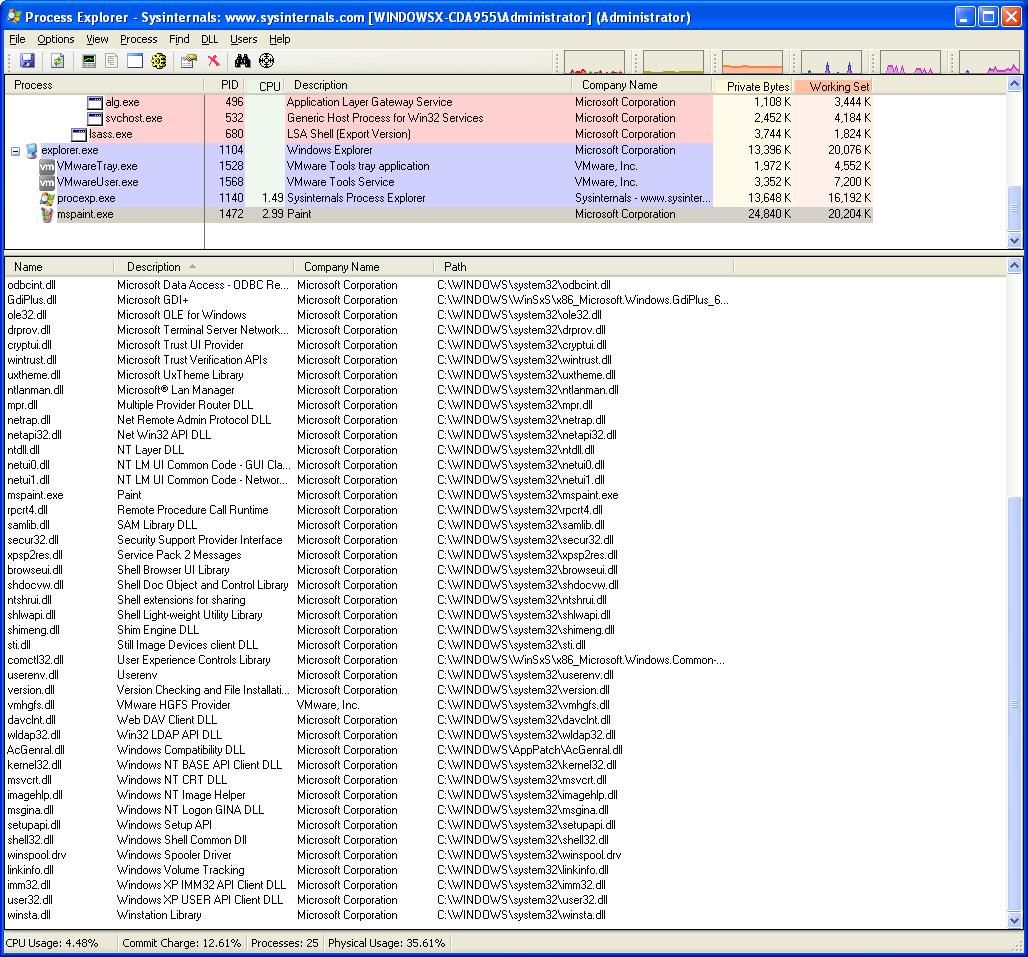 Process Explorer - Sysinternals: www.sysinternals.com [WINDOWSX-CDA955\Administrator] (Administrator)
File Options View Process Find DLL Users Help
Process PID CPU Description Company Name Private Bytes Working Set
alg.exe 496 Application Layer Gateway Service Microsoft Corporation 1,108 K 3,444 K
svchost.exe 532 Generic Host Process for Win32 Services Microsoft Corporation 2,452 K 4,184 K
lsass.exe 680 LSA Shell (Export Version) Microsoft Corporation 3,744 K 1,824 K
explorer.exe 1104 Windows Explorer Microsoft Corporation 13,396 K 20,076 K
vm VMwareTray.exe 1528 VMware Tools tray application VMware, Inc. 1,972 K 4,552 K
vm VMwareUser.exe 1568 VMware Tools Service VMware, Inc. 3,352 K 7,200 K
procexp.exe 1140 1.49 Sysinternals Process Explorer Sysinternals - www.sysinter... 13,648 K 16,192 K
mspaint.exe 1472 2.99 Paint Microsoft Corporation 24,840 K 20,204 K
Name Description Company Name Path
odbcint.dll Microsoft Data Access - ODBC Re... Microsoft Corporation C:\WINDOWS\system32\odbcint.dll
GdiPlus.dll Microsoft GDI+ Microsoft Corporation C:\WINDOWS\WinSxS\x86_Microsoft.Windows.GdiPlus_6...
ole32.dll Microsoft OLE for Windows Microsoft Corporation C:\WINDOWS\system32\ole32.dll
drprov.dll Microsoft Terminal Server Network... Microsoft Corporation C:\WINDOWS\system32\drprov.dll
cryptui.dll Microsoft Trust UI Provider Microsoft Corporation C:\WINDOWS\system32\cryptui.dll
wintrust.dll Microsoft Trust Verification APIs Microsoft Corporation C:\WINDOWS\system32\wintrust.dll
uxtheme.dll Microsoft UxTheme Library Microsoft Corporation C:\WINDOWS\system32\uxtheme.dll
ntlanman.dll Microsoft® Lan Manager Microsoft Corporation C:\WINDOWS\system32\ntlanman.dll
mpr.dll Multiple Provider Router DLL Microsoft Corporation C:\WINDOWS\system32\mpr.dll
netrap.dll Net Remote Admin Protocol DLL Microsoft Corporation C:\WINDOWS\system32\netrap.dll
netapi32.dll Net Win32 API DLL Microsoft Corporation C:\WINDOWS\system32\netapi32.dll
ntdll.dll NT Layer DLL Microsoft Corporation C:\WINDOWS\system32\ntdll.dll
netui0.dll NT LM UI Common Code - GUI Cla... Microsoft Corporation C:\WINDOWS\system32\netui0.dll
netui1.dll NT LM UI Common Code - Networ... Microsoft Corporation C:\WINDOWS\system32\netui1.dll
mspaint.exe Paint Microsoft Corporation C:\WINDOWS\system32\mspaint.exe
rpcrt4.dll Remote Procedure Call Runtime Microsoft Corporation C:\WINDOWS\system32\rpcrt4.dll
samlib.dll SAM Library DLL Microsoft Corporation C:\WINDOWS\system32\samlib.dll
secur32.dll Security Support Provider Interface Microsoft Corporation C:\WINDOWS\system32\secur32.dll
xpsp2res.dll Service Pack 2 Messages Microsoft Corporation C:\WINDOWS\system32\xpsp2res.dll
browseui.dll Shell Browser UI Library Microsoft Corporation C:\WINDOWS\system32\browseui.dll
shdocvw.dll Shell Doc Object and Control Library Microsoft Corporation C:\WINDOWS\system32\shdocvw.dll
ntshrui.dll Shell extensions for sharing Microsoft Corporation C:\WINDOWS\system32\ntshrui.dll
shlwapi.dll Shell Light-weight Utility Library Microsoft Corporation C:\WINDOWS\system32\shlwapi.dll
shimeng.dll Shim Engine DLL Microsoft Corporation C:\WINDOWS\system32\shimeng.dll
sti.dll Still Image Devices client DLL Microsoft Corporation C:\WINDOWS\system32\sti.dll
comctl32.dll User Experience Controls Library Microsoft Corporation C:\WINDOWS\WinSxS\x86_Microsoft.Windows.Common-...
userenv.dll Userenv Microsoft Corporation C:\WINDOWS\system32\userenv.dll
version.dll Version Checking and File Installati... Microsoft Corporation C:\WINDOWS\system32\version.dll
vmhgfs.dll VMware HGFS Provider VMware, Inc. C:\WINDOWS\system32\vmhgfs.dll
davclnt.dll Web DAV Client DLL Microsoft Corporation C:\WINDOWS\system32\davclnt.dll
wldap32.dll Win32 LDAP API DLL Microsoft Corporation C:\WINDOWS\system32\wldap32.dll
AcGenral.dll Windows Compatibility DLL Microsoft Corporation C:\WINDOWS\AppPatch\AcGenral.dll
kernel32.dll Windows NT BASE API Client DLL Microsoft Corporation C:\WINDOWS\system32\kernel32.dll
msvcrt.dll Windows NT CRT DLL Microsoft Corporation C:\WINDOWS\system32\msvcrt.dll
imagehlp.dll Windows NT Image Helper Microsoft Corporation C:\WINDOWS\system32\imagehlp.dll
msgina.dll Windows NT Logon GINA DLL Microsoft Corporation C:\WINDOWS\system32\msgina.dll
setupapi.dll Windows Setup API Microsoft Corporation C:\WINDOWS\system32\setupapi.dll
shell32.dll Windows Shell Common Dll Microsoft Corporation C:\WINDOWS\system32\shell32.dll
winspool.drv Windows Spooler Driver Microsoft Corporation C:\WINDOWS\system32\winspool.drv
linkinfo.dll Windows Volume Tracking Microsoft Corporation C:\WINDOWS\system32\linkinfo.dll
imm32.dll Windows XP IMM32 API Client DLL Microsoft Corporation C:\WINDOWS\system32\imm32.dll
user32.dll Windows XP USER API Client DLL Microsoft Corporation C:\WINDOWS\system32\user32.dll
winsta.dll Winstation Library Microsoft Corporation C:\WINDOWS\system32\winsta.dll
CPU Usage: 4.48% Commit Charge: 12.61% Processes: 25 Physical Usage: 35.61%